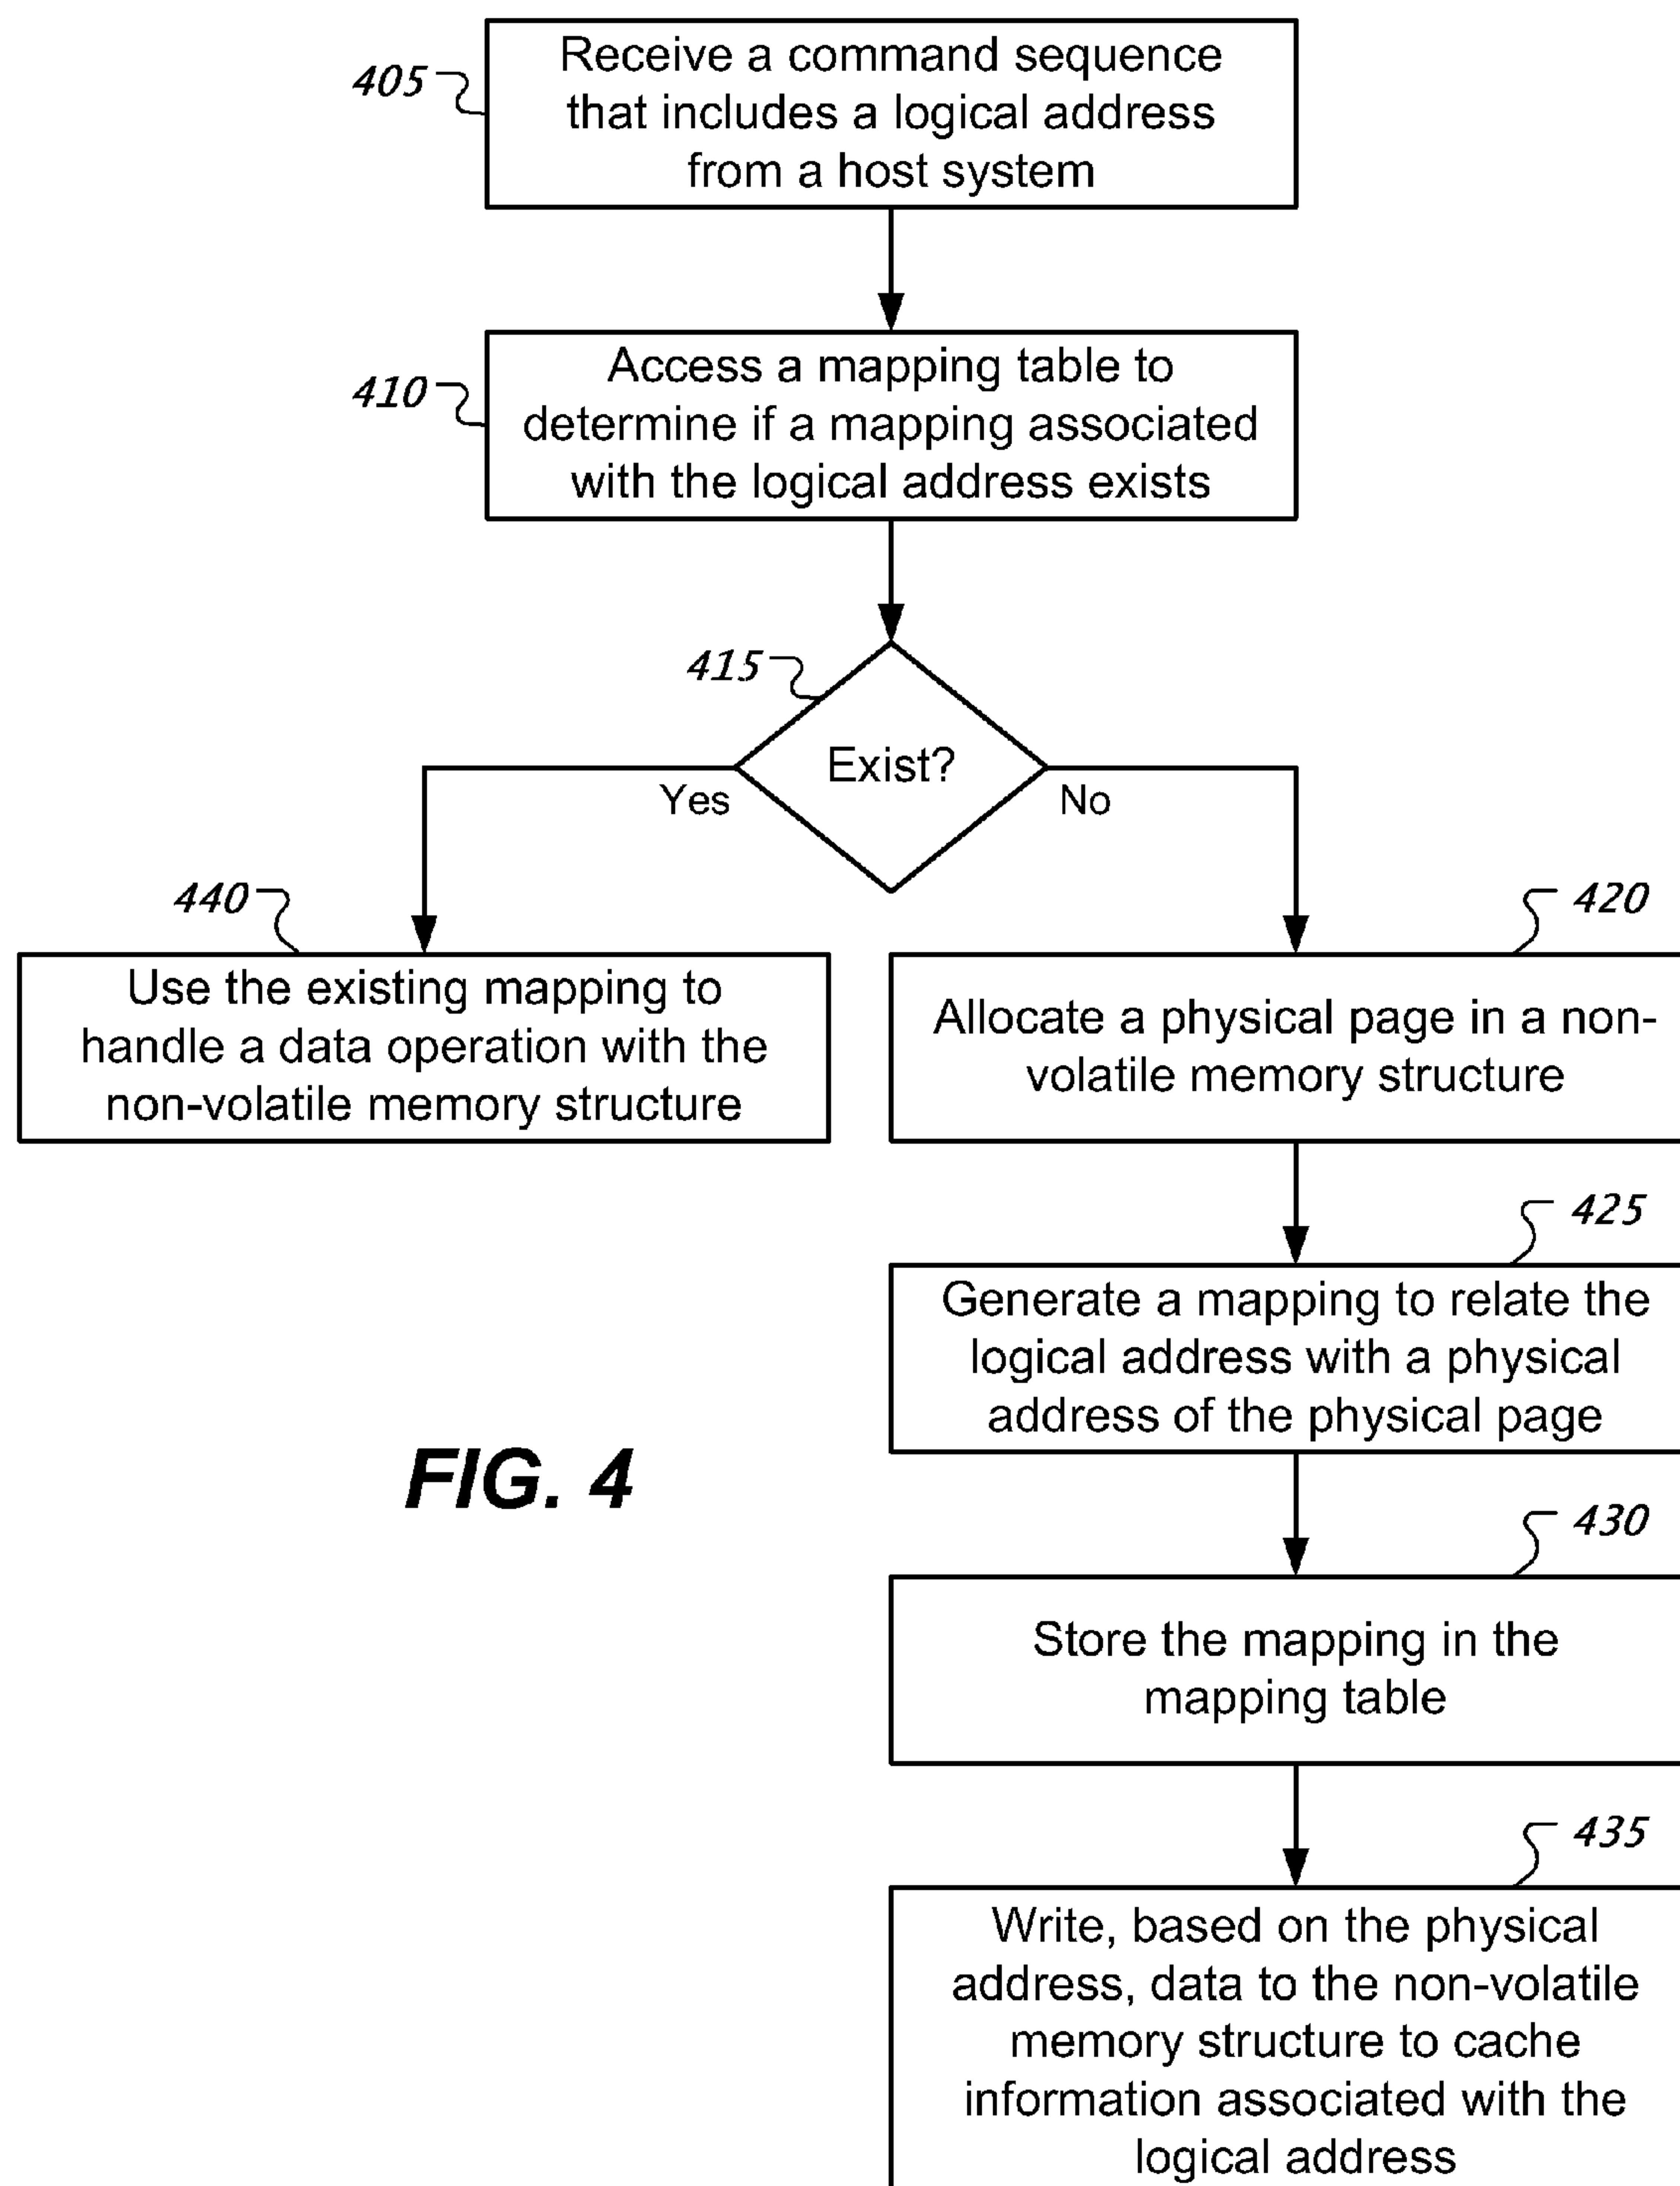 405
Receive a command sequence
that includes a logical address
from a host system
410
Access a mapping table to
determine if a mapping associated
with the logical address exists
415
Exist?
Yes
No
440
Use the existing mapping to
handle a data operation with the
non-volatile memory structure
420
Allocate a physical page in a non-
volatile memory structure
425
Generate a mapping to relate the
logical address with a physical
address of the physical page
FIG. 4
430
Store the mapping in the
mapping table
435
Write, based on the physical
address, data to the non-volatile
memory structure to cache
information associated with the
logical address